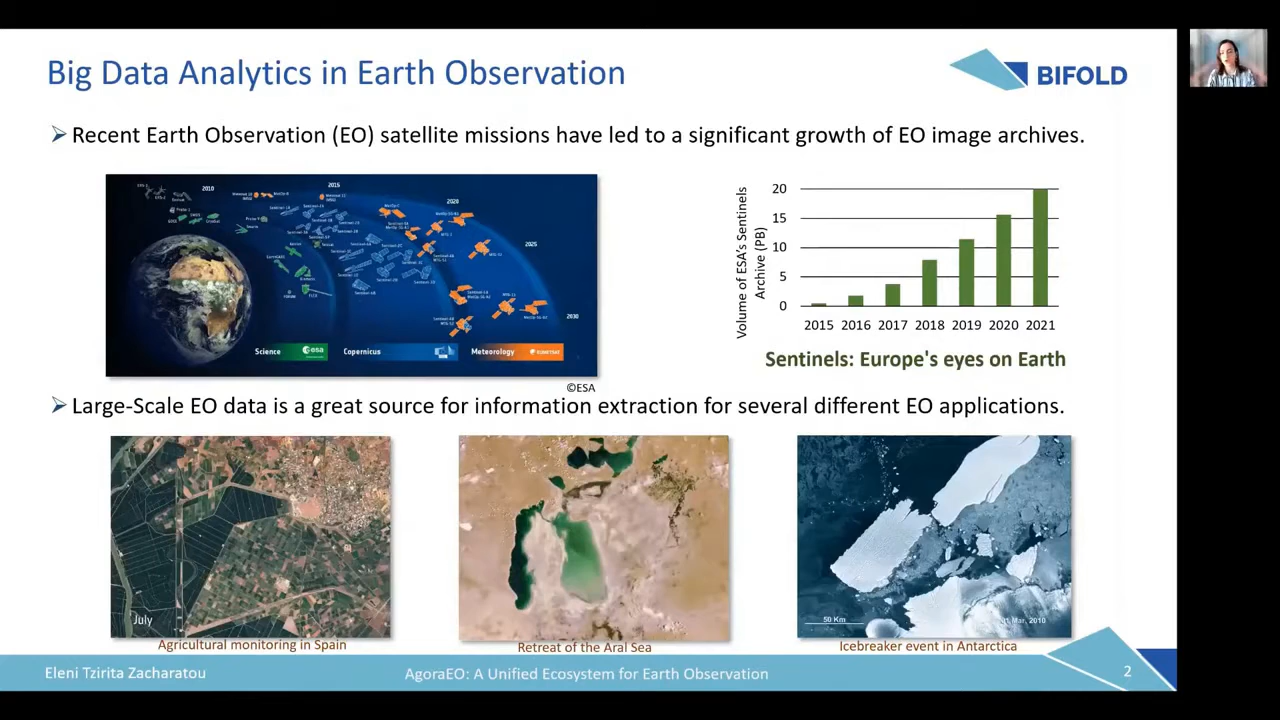 Big Data Analytics in Earth Observation
BIFOLD
Recent Earth Observation (EO) satellite missions have led to a significant growth of EO image archives.
2010
2015
2020
2025
2030
Science
esa
Copernicus
Meteorology
EUMETSAT
©ESA
Volume of ESA's Sentinels
Archive (PB)
20
15
10
5
0
2015 2016 2017 2018 2019 2020 2021
Sentinels: Europe's eyes on Earth
Large-Scale EO data is a great source for information extraction for several different EO applications.
July
50 Km
Mar, 2010
Agricultural monitoring in Spain
Retreat of the Aral Sea
Icebreaker event in Antarctica
Eleni Tzirita Zacharatou
AgoraEO: A Unified Ecosystem for Earth Observation
2